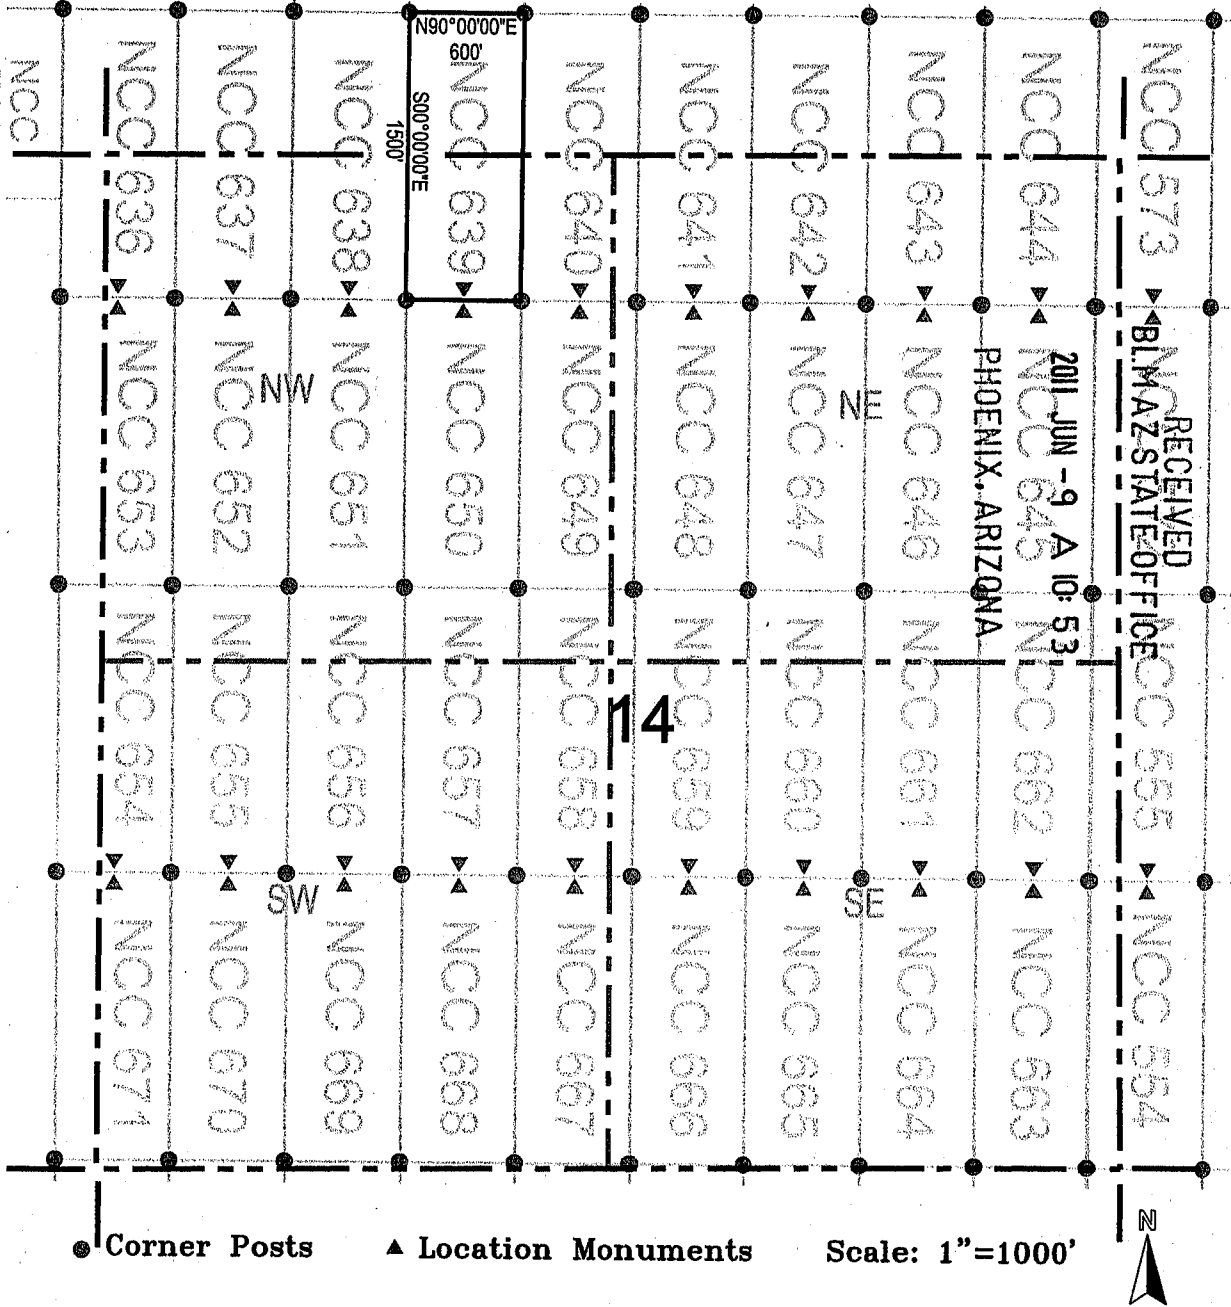 N90°00'00"E
600'
S00°00'00"E
1500'
NCC
NCC 636
NCC 637
NCC 638
NCC 639
NCC 640
NCC 641
NCC 642
NCC 643
NCC 644
NCC 573
NCC 653
NCC 652
NCC 651
NCC 650
NCC 649
NCC 648
NCC 647
NCC 646
NCC 645
NW
NE
RECEIVED
BLM AZ STATE OFFICE
2011 JUN -9 A 10: 53
PHOENIX, ARIZONA
NCC 654
NCC 655
NCC 656
NCC 657
NCC 658
NCC 659
NCC 660
NCC 661
NCC 662
NCC 555
14
SW
SE
NCC 671
NCC 670
NCC 669
NCC 668
NCC 667
NCC 666
NCC 665
NCC 664
NCC 663
NCC 554
N
Corner Posts
Location Monuments
Scale: 1"=1000'